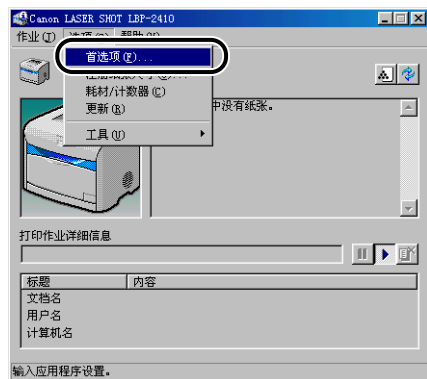 Canon LASER SHOT LBP-2410
作业(J)
首选项(P)...
耗材/计数器(C)
更新(R)
工具(U)
中没有纸张。
打印作业详细信息
标题 内容
文档名
用户名
计算机名
输入应用程序设置。